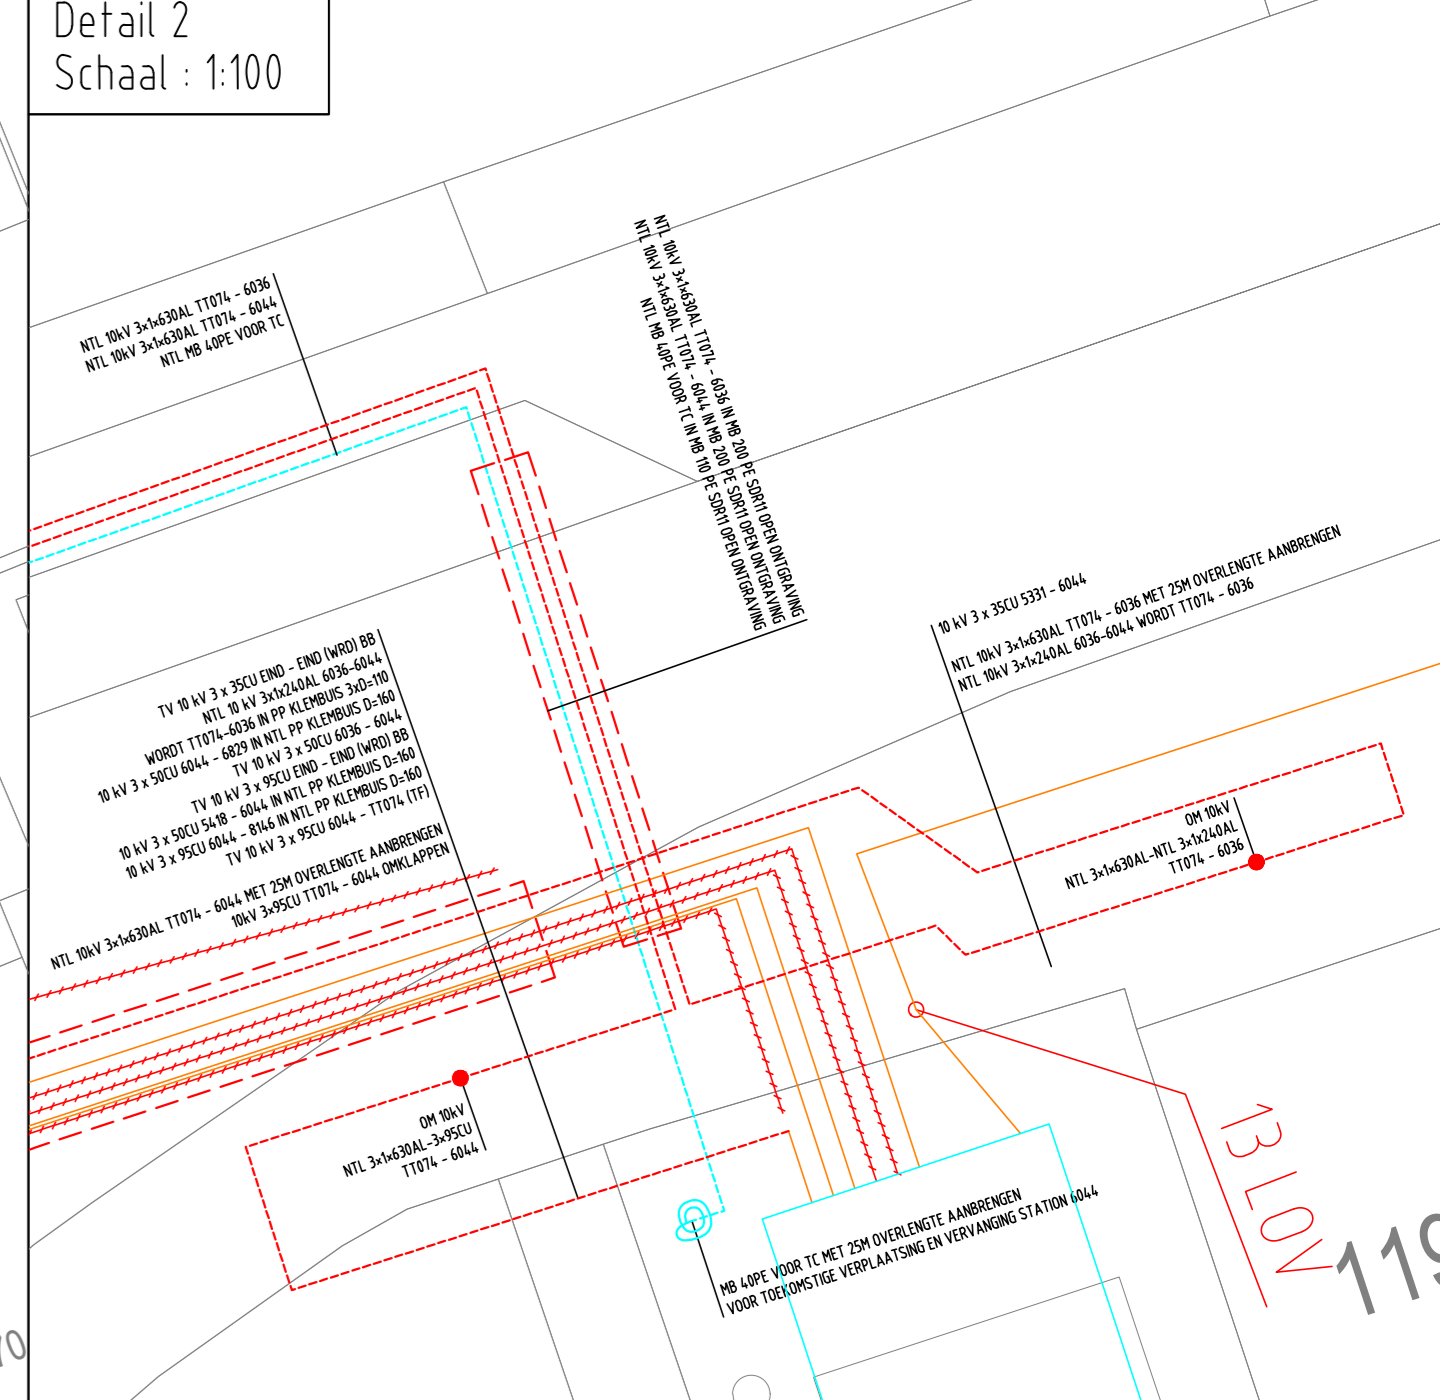 Detail 2
Schaal : 1:100
NTL 10kV 3x1x630AL TT074 - 6036
NTL 10kV 3x1x630AL TT074 - 6044
NTL MB 40PE VOOR TC
NTL 10kV 3x1x630AL TT074 - 6036 IN MB 200 PE SDR11 OPEN ONTGRAVING
NTL 10kV 3x1x630AL TT074 - 6044 IN MB 200 PE SDR11 OPEN ONTGRAVING
NTL MB 40PE VOOR TC IN MB 110 PE SDR11 OPEN ONTGRAVING
10 kV 3 x 35CU 5331 - 6044
NTL 10kV 3x1x630AL TT074 - 6036 MET 25M OVERLENGTE AANBRENGEN
NTL 10kV 3x1x240AL 6036-6044 WORDT TT074 - 6036
TV 10 kV 3 x 35CU EIND - EIND (WRD) BB
NTL 10 kV 3x1x240AL 6036-6044
WORDT TT074-6036 IN PP KLEMBUIS 3xD=110
10 kV 3 x 50CU 6044 - 6829 IN NTL PP KLEMBUIS D=160
TV 10 kV 3 x 50CU 6036 - 6044
TV 10 kV 3 x 95CU EIND - EIND (WRD) BB
10 kV 3 x 50CU 5418 - 6044 IN NTL PP KLEMBUIS D=160
10 kV 3 x 95CU 6044 - 8146 IN NTL PP KLEMBUIS D=160
TV 10 kV 3 x 95CU 6044 - TT074 (TF)
NTL 10kV 3x1x630AL TT074 - 6044 MET 25M OVERLENGTE AANBRENGEN
10kV 3x95CU TT074 - 6044 OMKLAPPEN
OM 10kV
NTL 3x1x630AL-NTL 3x1x240AL
TT074 - 6036
OM 10kV
NTL 3x1x630AL-3x95CU
TT074 - 6044
MB 40PE VOOR TC MET 25M OVERLENGTE AANBRENGEN
VOOR TOEKOMSTIGE VERPLAATSING EN VERVANGING STATION 6044
13 LOV
119
70